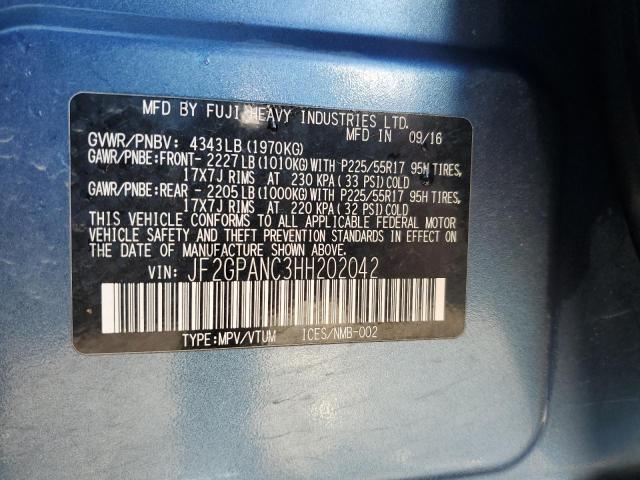 MFD BY FUJI HEAVY INDUSTRIES LTD.
MFD IN 09/16
GVWR/PNBV: 4343LB(1970KG)
GAWR/PNBE:FRONT- 2227LB(1010KG)WITH P225/55R17 95H TIRES,
17X7J RIMS AT 230 KPA(33 PSI)COLD
GAWR/PNBE:REAR - 2205LB(1000KG)WITH P225/55R17 95H TIRES,
17X7J RIMS AT 220 KPA(32 PSI)COLD
THIS VEHICLE CONFORMS TO ALL APPLICABLE FEDERAL MOTOR
VEHICLE SAFETY AND THEFT PREVENTION STANDARDS IN EFFECT ON
THE DATE OF MANUFACTURE SHOWN ABOVE.
VIN: JF2GPANC3HH202042
TYPE:MPV/VTUM ICES/NMB-002